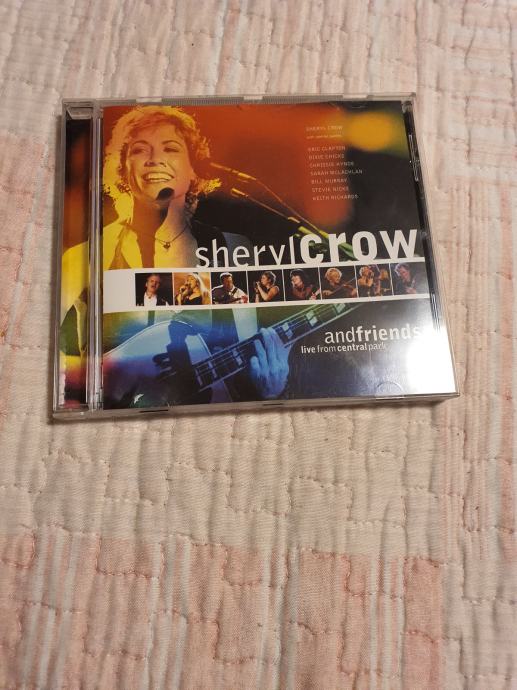 SHERYL CROW
with special guests
ERIC CLAPTON
DIXIE CHICKS
CHRISSIE HYNDE
SARAH MCLACHLAN
BILL MURRAY
STEVIE NICKS
KEITH RICHARDS
sherylcrow
andfriends
live from central park